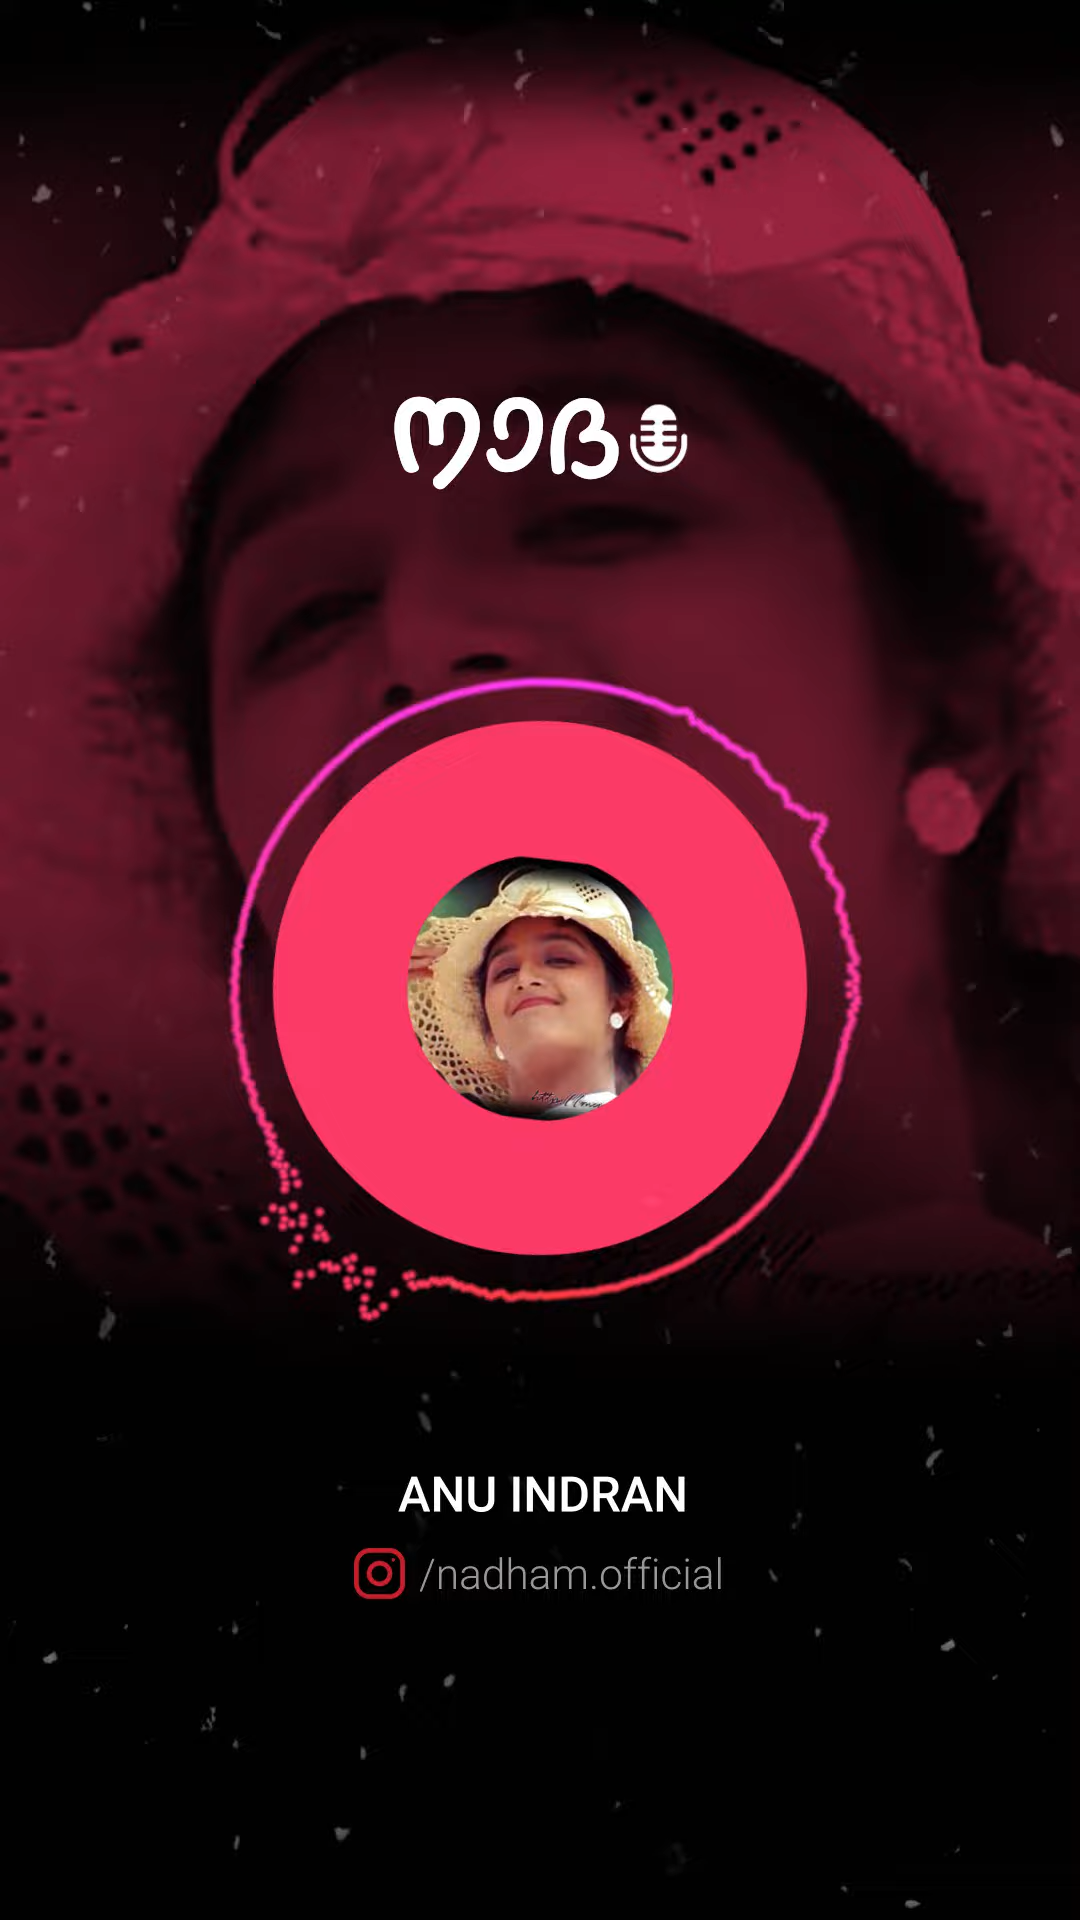 നാദം
ANU INDRAN
/nadham.official